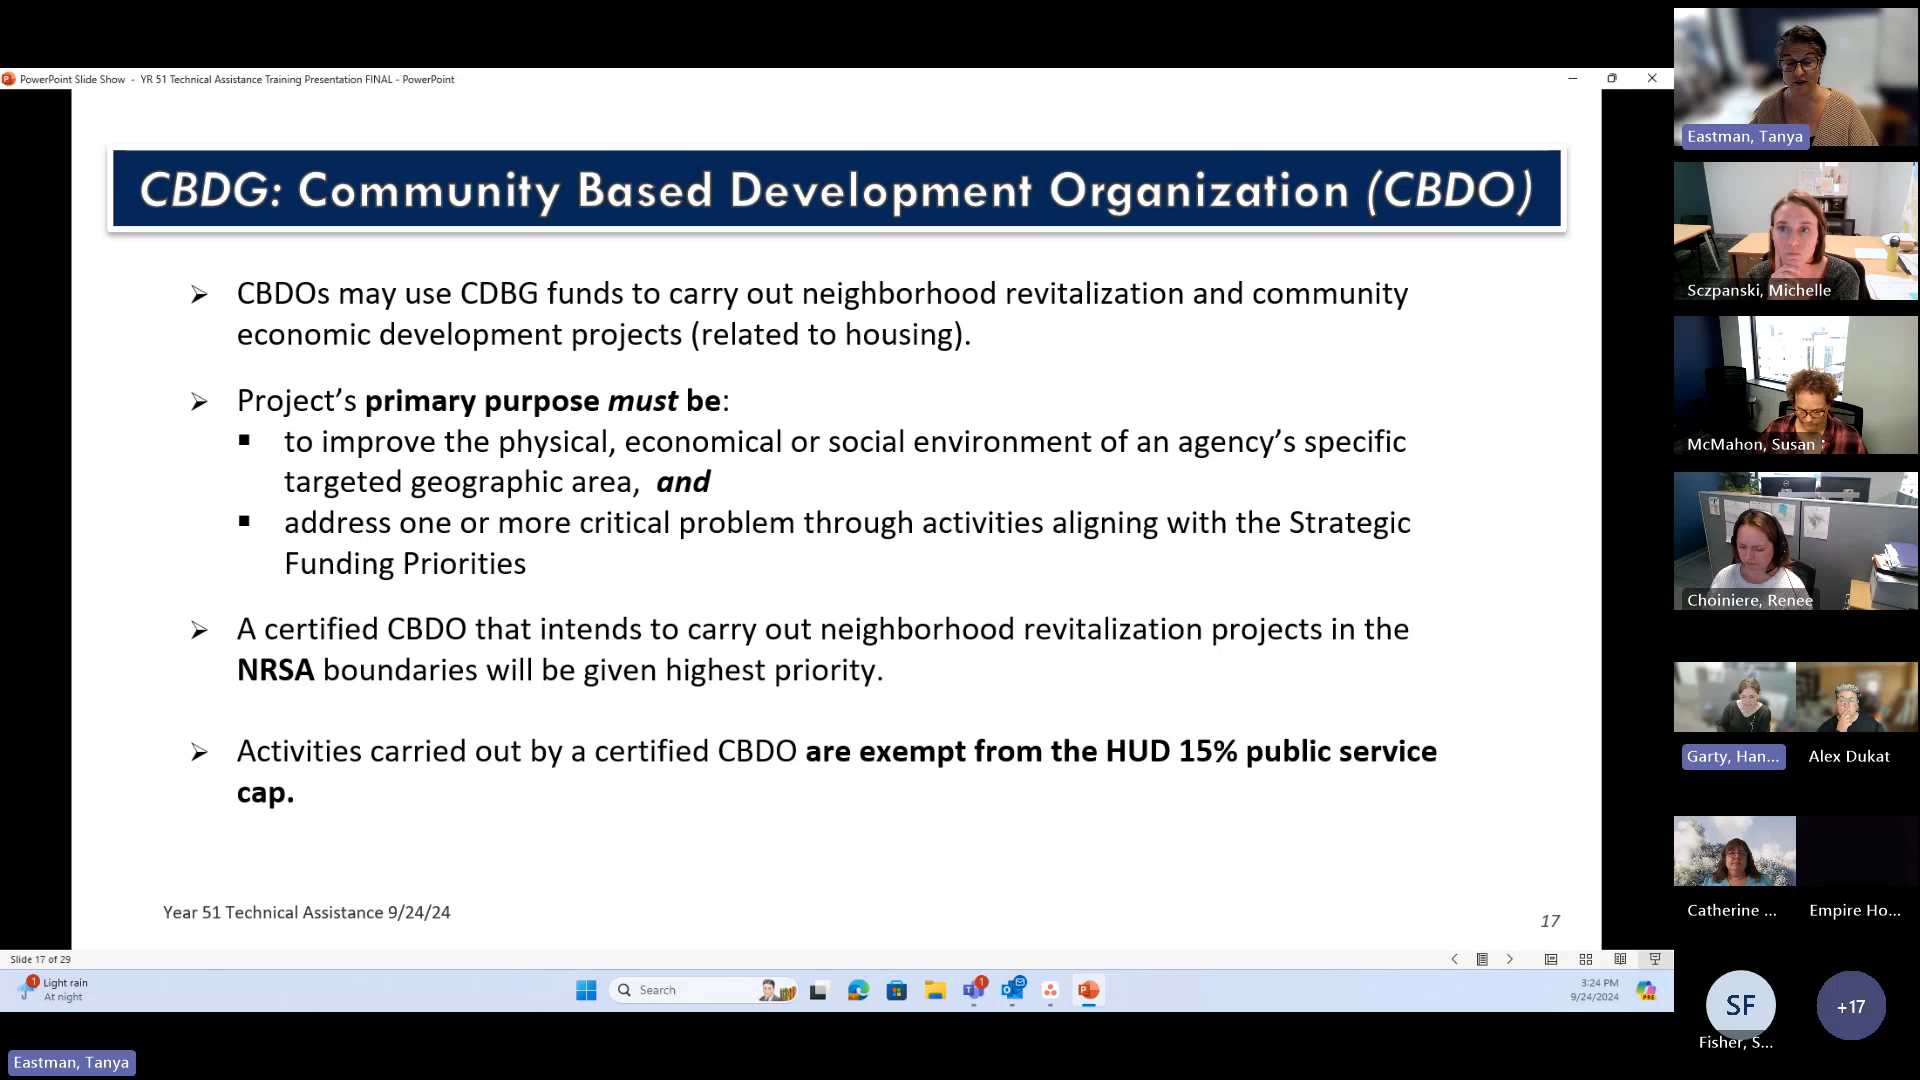 PowerPoint Slide Show - YR 51 Technical Assistance Training Presentation FINAL - PowerPoint
CBDG: Community Based Development Organization (CBDO)
CBDOs may use CDBG funds to carry out neighborhood revitalization and community
economic development projects (related to housing).
Project’s primary purpose must be:
to improve the physical, economical or social environment of an agency’s specific
targeted geographic area, and
address one or more critical problem through activities aligning with the Strategic
Funding Priorities
A certified CBDO that intends to carry out neighborhood revitalization projects in the
NRSA boundaries will be given highest priority.
Activities carried out by a certified CBDO are exempt from the HUD 15% public service
cap.
Year 51 Technical Assistance 9/24/24
17
Slide 17 of 29
1
Light rain
At night
Search
1
3:24 PM
9/24/2024
PRE
Eastman, Tanya
Eastman, Tanya
Sczpanski, Michelle
McMahon, Susan
Choiniere, Renee
Garty, Han...
Alex Dukat
Catherine ...
Empire Ho...
SF
+17
Fisher, S...